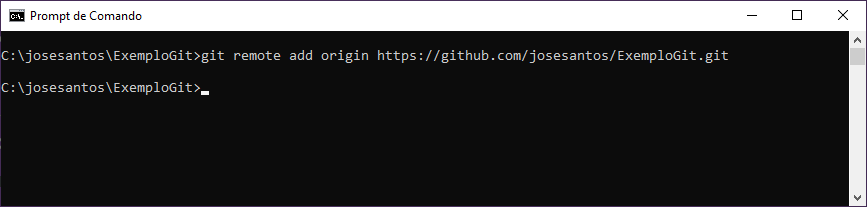 Prompt de Comando
C:\josesantos\ExemploGit>git remote add origin https://github.com/josesantos/ExemploGit.git
C:\josesantos\ExemploGit>